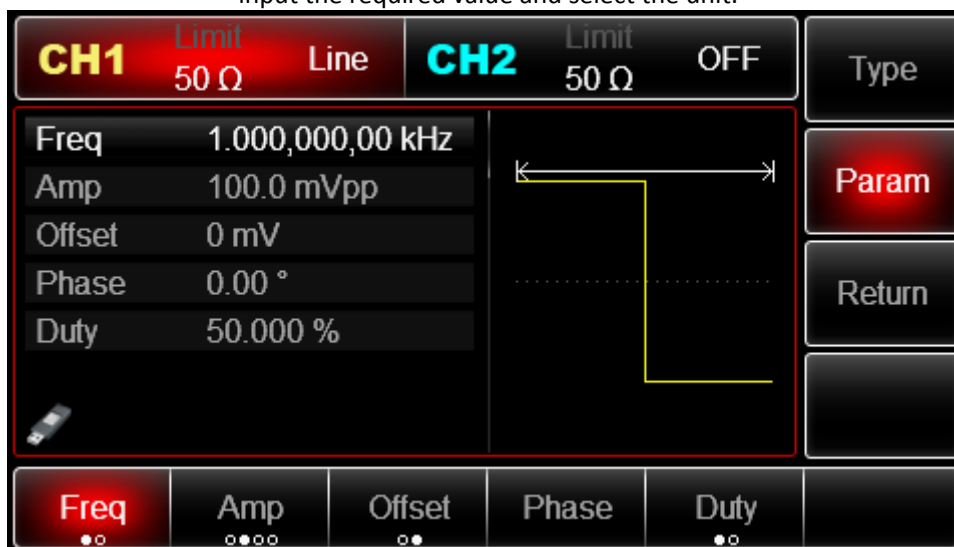 input the required value and select the unit.
CH1 Limit 50 Ω Line CH2 Limit 50 Ω OFF
Type
Freq 1.000,000,00 kHz
Amp 100.0 mVpp
Param
Offset 0 mV
Phase 0.00 °
Return
Duty 50.000 %
Freq Amp Offset Phase Duty